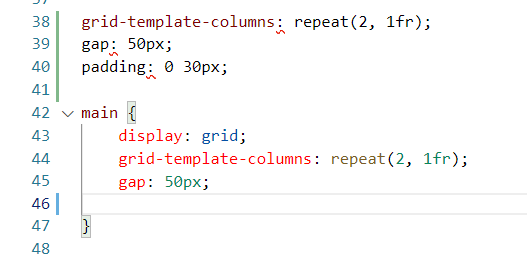 38 grid-template-columns: repeat(2, 1fr);
39 gap: 50px;
40 padding: 0 30px;
41
42 main {
43 display: grid;
44 grid-template-columns: repeat(2, 1fr);
45 gap: 50px;
46
47 }
48